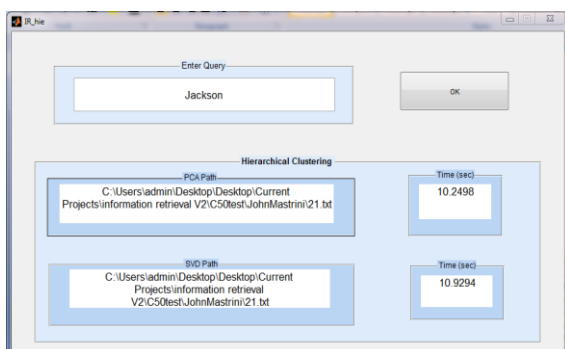 IR_hie
Enter Query
Jackson
OK
Hierarchical Clustering
PCA Path
C:\Users\admin\Desktop\Desktop\Current
Projects\information retrieval V2\C50test\JohnMastrini\21.txt
Time (sec)
10.2498
SVD Path
C:\Users\admin\Desktop\Desktop\Current
Projects\information retrieval
V2\C50test\JohnMastrini\21.txt
Time (sec)
10.9294